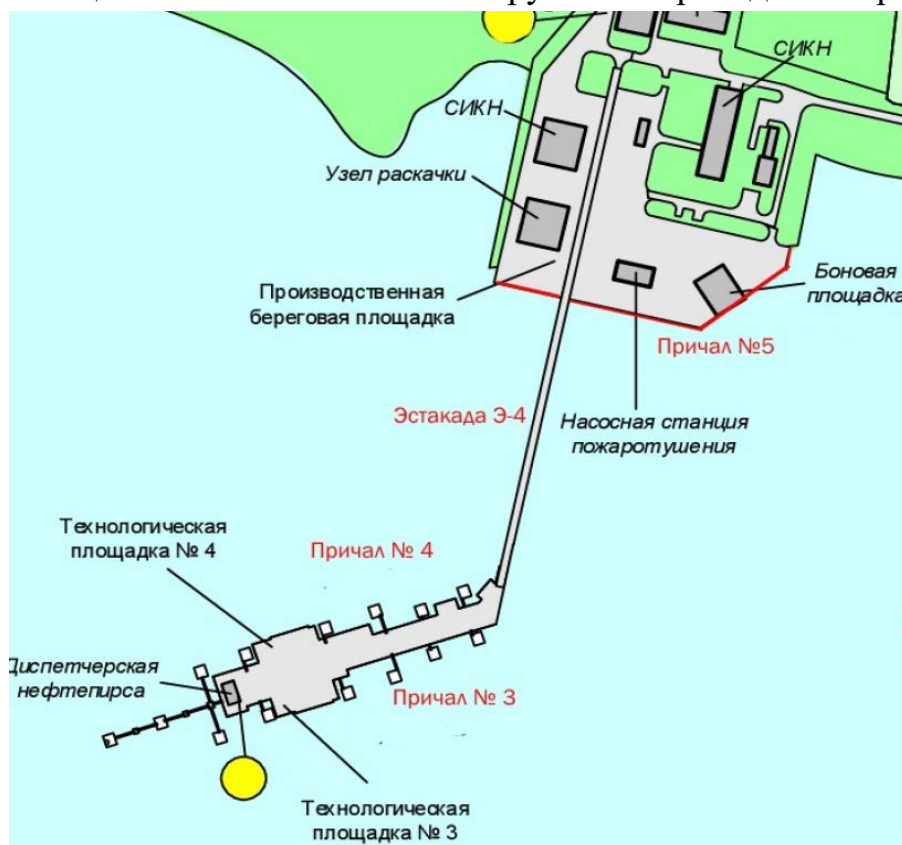 СИКН
СИКН
Узел раскачки
Производственная
береговая площадка
Боновая
площадка
Причал №5
Эстакада Э-4
Насосная станция
пожаротушения
Технологическая
площадка № 4
Причал № 4
Диспетчерская
нефтепирса
Причал № 3
Технологическая
площадка № 3